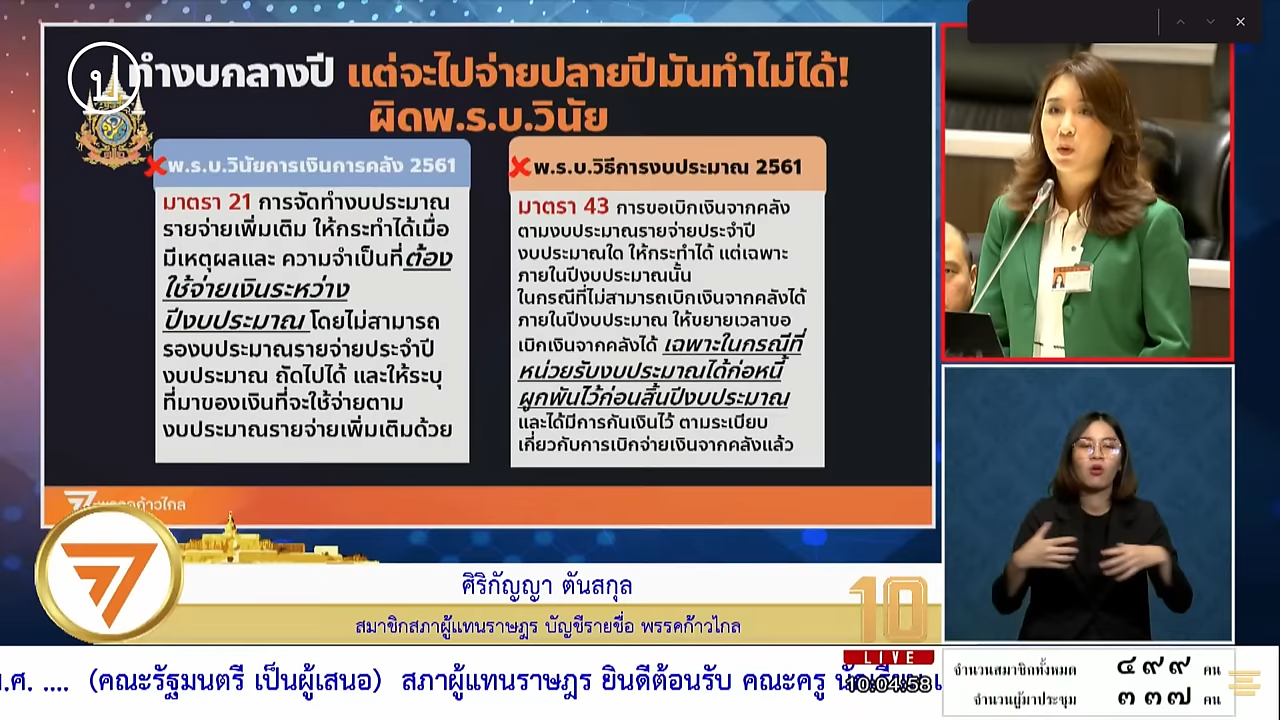 ทำงบกลางปี แต่จะไปจ่ายปลายปีมันทำไม่ได้!
ผิดพ.ร.บ.วินัย
พ.ร.บ.วินัยการเงินการคลัง 2561
มาตรา 21 การจัดทำงบประมาณ
รายจ่ายเพิ่มเติม ให้กระทำได้เมื่อ
มีเหตุผลและ ความจำเป็นที่ต้อง
ใช้จ่ายเงินระหว่าง
ปีงบประมาณ โดยไม่สามารถ
รองบประมาณรายจ่ายประจำปี
งบประมาณ ถัดไปได้ และให้ระบุ
ที่มาของเงินที่จะใช้จ่ายตาม
งบประมาณรายจ่ายเพิ่มเติมด้วย
พ.ร.บ.วิธีการงบประมาณ 2561
มาตรา 43 การขอเบิกเงินจากคลัง
ตามงบประมาณรายจ่ายประจำปี
งบประมาณใด ให้กระทำได้ แต่เฉพาะ
ภายในปีงบประมาณนั้น
ในกรณีที่ไม่สามารถเบิกเงินจากคลังได้
ภายในปีงบประมาณ ให้ขยายเวลาขอ
เบิกเงินจากคลังได้ เฉพาะในกรณีที่
หน่วยรับงบประมาณได้ก่อหนี้
ผูกพันไว้ก่อนสิ้นปีงบประมาณ
และได้มีการกันเงินไว้ ตามระเบียบ
เกี่ยวกับการเบิกจ่ายเงินจากคลังแล้ว
ก้าวไกล
ศิริกัญญา ตันสกุล
สมาชิกสภาผู้แทนราษฎร บัญชีรายชื่อ พรรคก้าวไกล
10
LIVE
10:04:58
.ศ. .... (คณะรัฐมนตรี เป็นผู้เสนอ) สภาผู้แทนราษฎร ยินดีต้อนรับ คณะครู
จำนวนสมาชิกทั้งหมด ๔๙๙ คน
จำนวนผู้มาประชุม ๓๓๗ คน